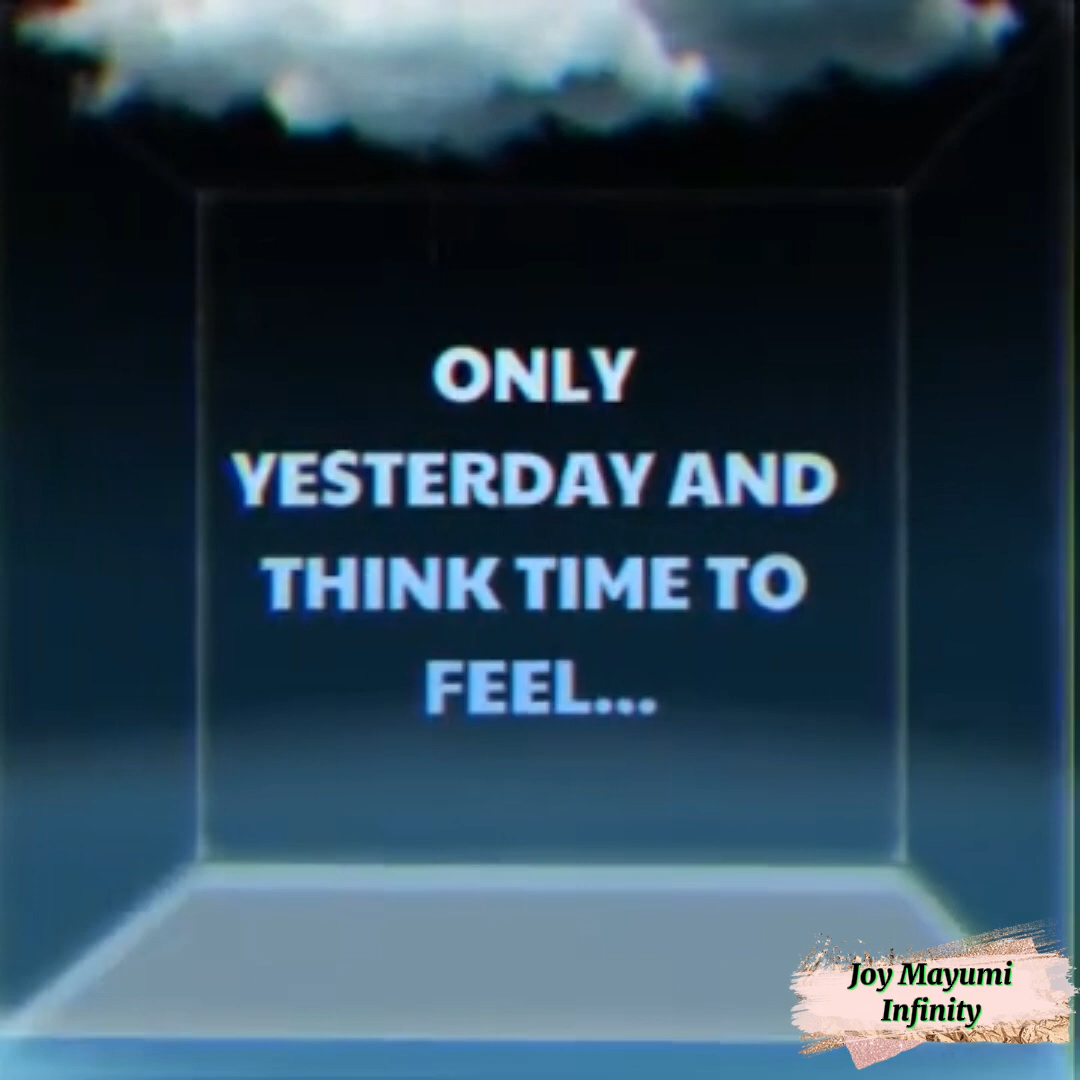 ONLY
YESTERDAY AND
THINK TIME TO
FEEL...
Joy Mayumi
Infinity